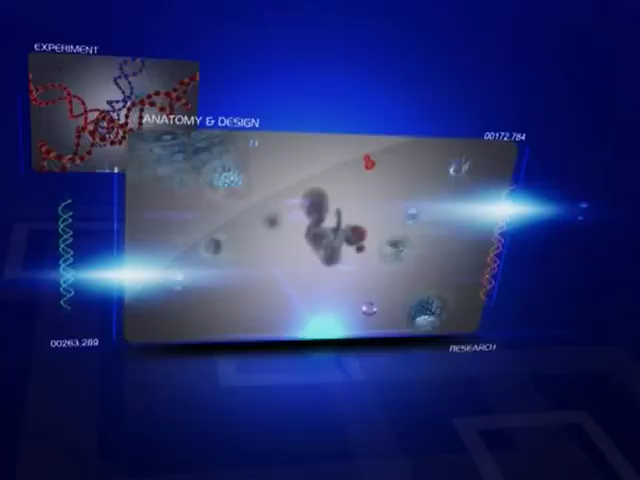 EXPERIMENT
ANATOMY & DESIGN
00172.784
00263.289
RESEARCH